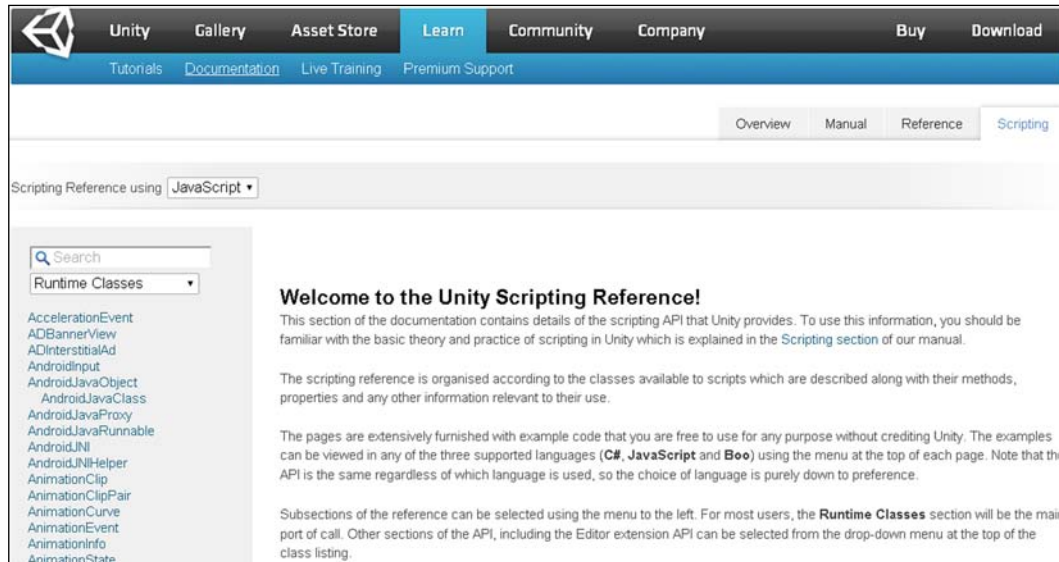 Unity Gallery Asset Store Learn Community Company Buy Download
Tutorials Documentation Live Training Premium Support
Overview Manual Reference Scripting
Scripting Reference using JavaScript
Search
Runtime Classes
AccelerationEvent
ADBannerView
ADInterstitialAd
AndroidInput
AndroidJavaObject
AndroidJavaClass
AndroidJavaProxy
AndroidJavaRunnable
AndroidJNI
AndroidJNIHelper
AnimationClip
AnimationClipPair
AnimationCurve
AnimationEvent
AnimationInfo
AnimationState
Welcome to the Unity Scripting Reference!
This section of the documentation contains details of the scripting API that Unity provides. To use this information, you should be
familiar with the basic theory and practice of scripting in Unity which is explained in the Scripting section of our manual.
The scripting reference is organised according to the classes available to scripts which are described along with their methods,
properties and any other information relevant to their use.
The pages are extensively furnished with example code that you are free to use for any purpose without crediting Unity. The examples
can be viewed in any of the three supported languages (C#, JavaScript and Boo) using the menu at the top of each page. Note that the
API is the same regardless of which language is used, so the choice of language is purely down to preference.
Subsections of the reference can be selected using the menu to the left. For most users, the Runtime Classes section will be the main
port of call. Other sections of the API, including the Editor extension API can be selected from the drop-down menu at the top of the
class listing.